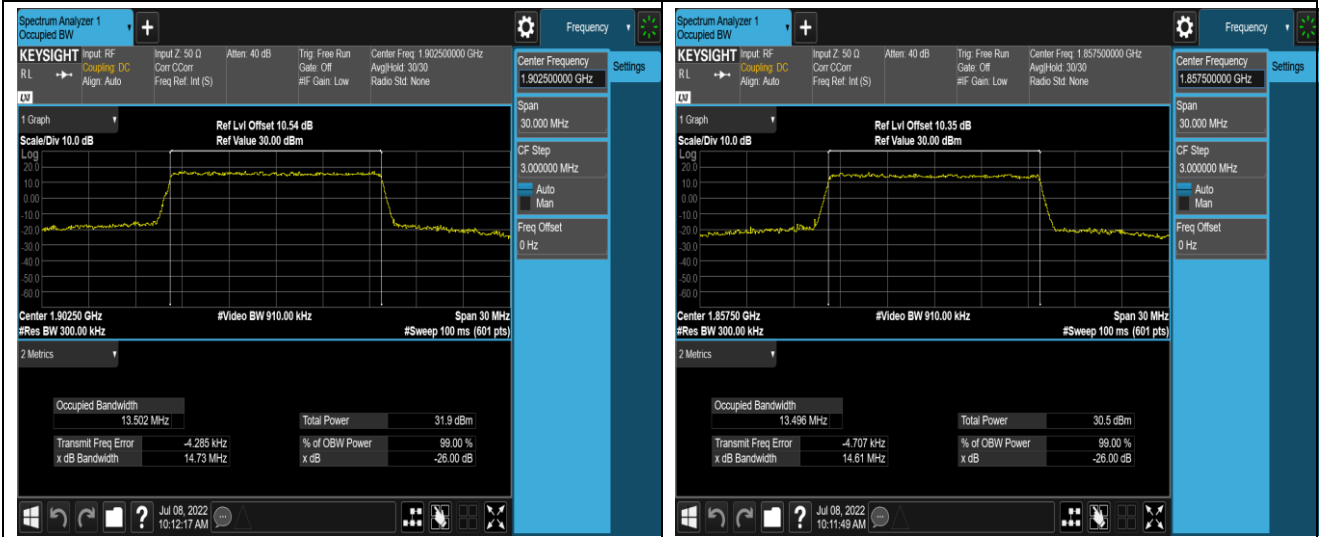 Spectrum Analyzer 1
Occupied BW
+
Frequency
KEYSIGHT Input: RF Input Z: 50 Ω Atten: 40 dB Trig: Free Run Center Freq: 1.902500000 GHz
RL Coupling: DC Corr CCorr Gate: Off Avg|Hold: 30/30
Align: Auto Freq Ref: Int (S) #IF Gain: Low Radio Std: None
LXI
Center Frequency
1.902500000 GHz
Settings
Span
30.000 MHz
CF Step
3.000000 MHz
Auto
Man
Freq Offset
0 Hz
1 Graph
Ref Lvl Offset 10.54 dB
Scale/Div 10.0 dB Ref Value 30.00 dBm
Log
20.0
10.0
0.00
-10.0
-20.0
-30.0
-40.0
-50.0
-60.0
Center 1.90250 GHz #Video BW 910.00 kHz Span 30 MHz
#Res BW 300.00 kHz #Sweep 100 ms (601 pts)
2 Metrics
Occupied Bandwidth
13.502 MHz Total Power 31.9 dBm
Transmit Freq Error -4.285 kHz % of OBW Power 99.00 %
x dB Bandwidth 14.73 MHz x dB -26.00 dB
? Jul 08, 2022
10:12:17 AM
Spectrum Analyzer 1
Occupied BW
+
Frequency
KEYSIGHT Input: RF Input Z: 50 Ω Atten: 40 dB Trig: Free Run Center Freq: 1.857500000 GHz
RL Coupling: DC Corr CCorr Gate: Off Avg|Hold: 30/30
Align: Auto Freq Ref: Int (S) #IF Gain: Low Radio Std: None
LXI
Center Frequency
1.857500000 GHz
Settings
Span
30.000 MHz
CF Step
3.000000 MHz
Auto
Man
Freq Offset
0 Hz
1 Graph
Ref Lvl Offset 10.35 dB
Scale/Div 10.0 dB Ref Value 30.00 dBm
Log
20.0
10.0
0.00
-10.0
-20.0
-30.0
-40.0
-50.0
-60.0
Center 1.85750 GHz #Video BW 910.00 kHz Span 30 MHz
#Res BW 300.00 kHz #Sweep 100 ms (601 pts)
2 Metrics
Occupied Bandwidth
13.496 MHz Total Power 30.5 dBm
Transmit Freq Error -4.707 kHz % of OBW Power 99.00 %
x dB Bandwidth 14.61 MHz x dB -26.00 dB
? Jul 08, 2022
10:11:49 AM